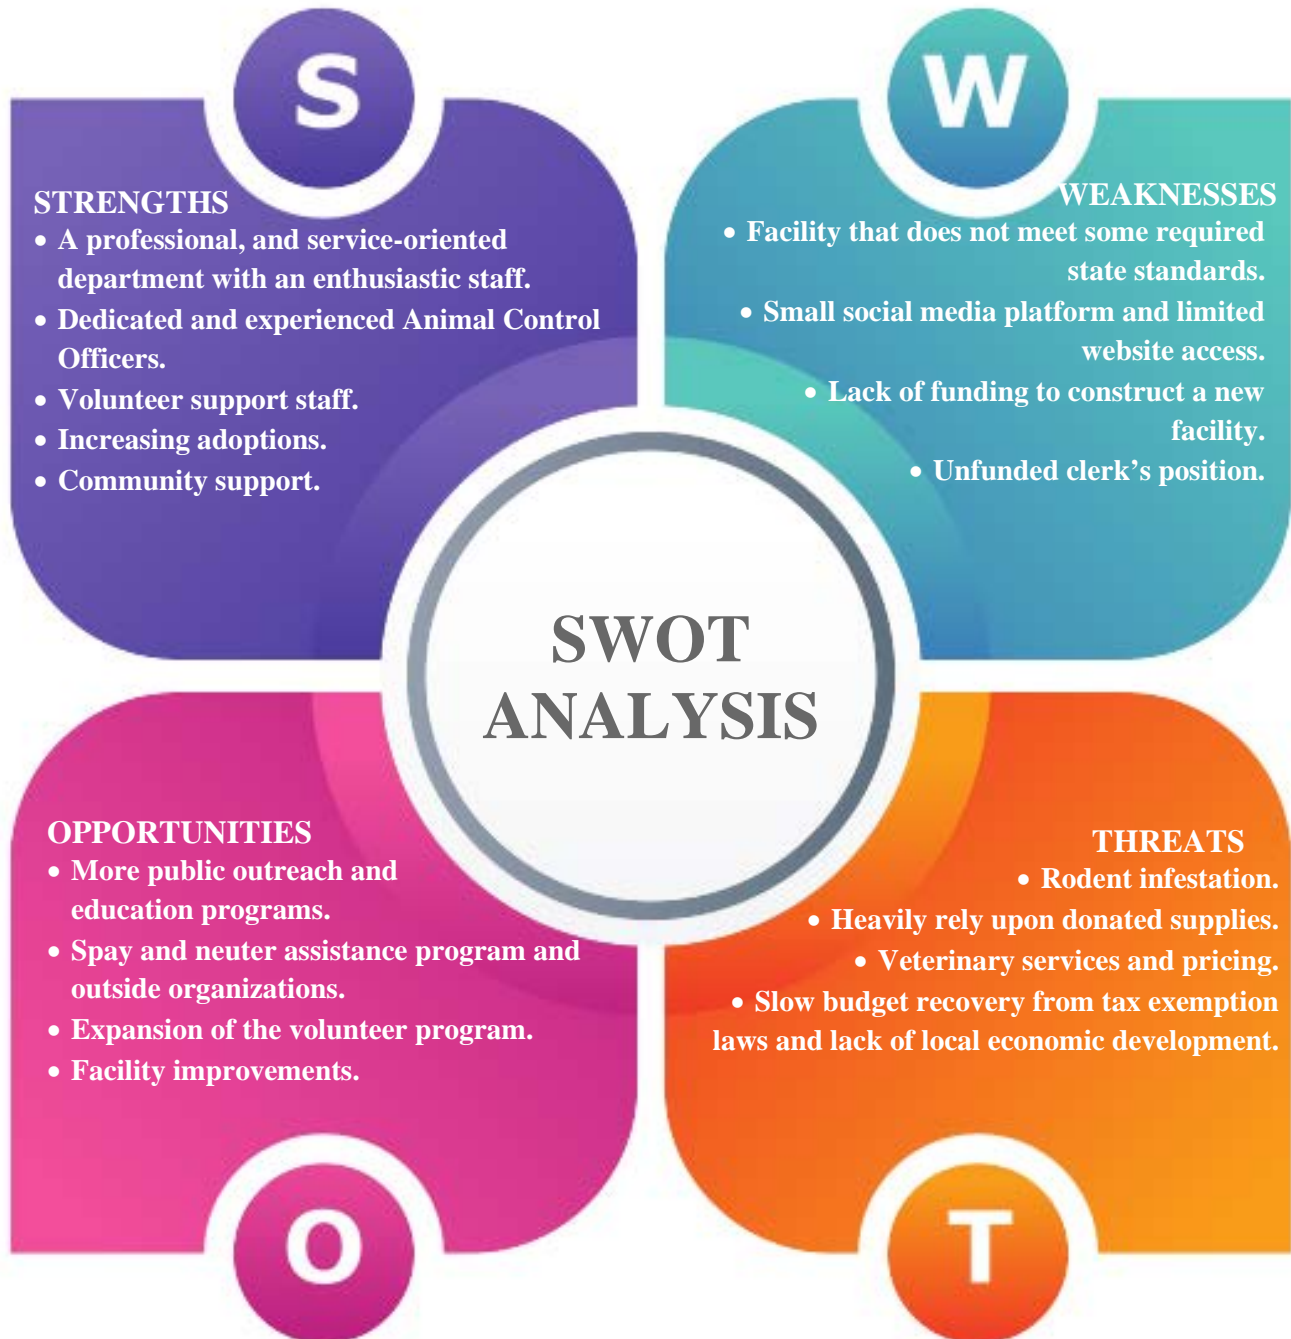 S
STRENGTHS
• A professional, and service-oriented
department with an enthusiastic staff.
• Dedicated and experienced Animal Control
Officers.
• Volunteer support staff.
• Increasing adoptions.
• Community support.
W
WEAKNESSES
• Facility that does not meet some required
state standards.
• Small social media platform and limited
website access.
• Lack of funding to construct a new
facility.
• Unfunded clerk’s position.
SWOT
ANALYSIS
OPPORTUNITIES
• More public outreach and
education programs.
• Spay and neuter assistance program and
outside organizations.
• Expansion of the volunteer program.
• Facility improvements.
O
THREATS
• Rodent infestation.
• Heavily rely upon donated supplies.
• Veterinary services and pricing.
• Slow budget recovery from tax exemption
laws and lack of local economic development.
T